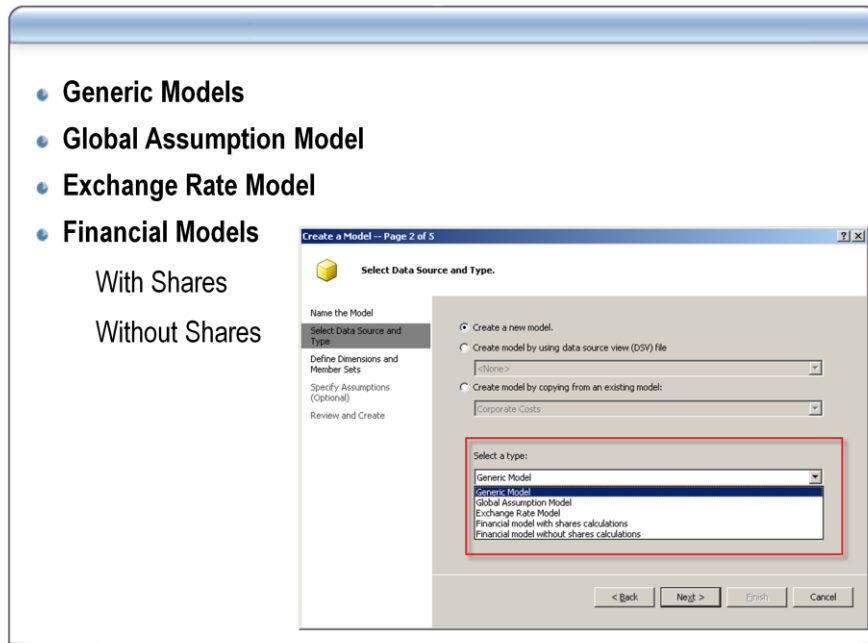 Generic Models
Global Assumption Model
Exchange Rate Model
Financial Models
With Shares
Without Shares
Create a Model -- Page 2 of 5
Select Data Source and Type.
Name the Model
Select Data Source and
Type
Define Dimensions and
Member Sets
Specify Assumptions
(Optional)
Review and Create
Create a new model.
Create model by using data source view (DSV) file
<None>
Create model by copying from an existing model:
Corporate Costs
Select a type:
Generic Model
Generic Model
Global Assumption Model
Exchange Rate Model
Financial model with shares calculations
Financial model without shares calculations
< Back
Next >
Finish
Cancel